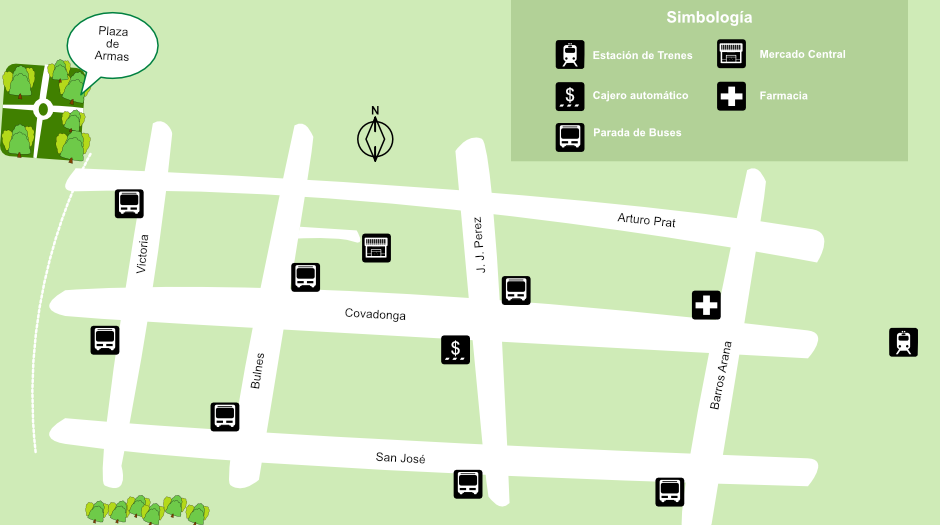 Plaza
de
Armas
Simbología
Estación de Trenes
Mercado Central
$
Cajero automático
Farmacia
Parada de Buses
N
Arturo Prat
Victoria
J. J. Perez
Covadonga
$
Bulnes
Barros Arana
San José